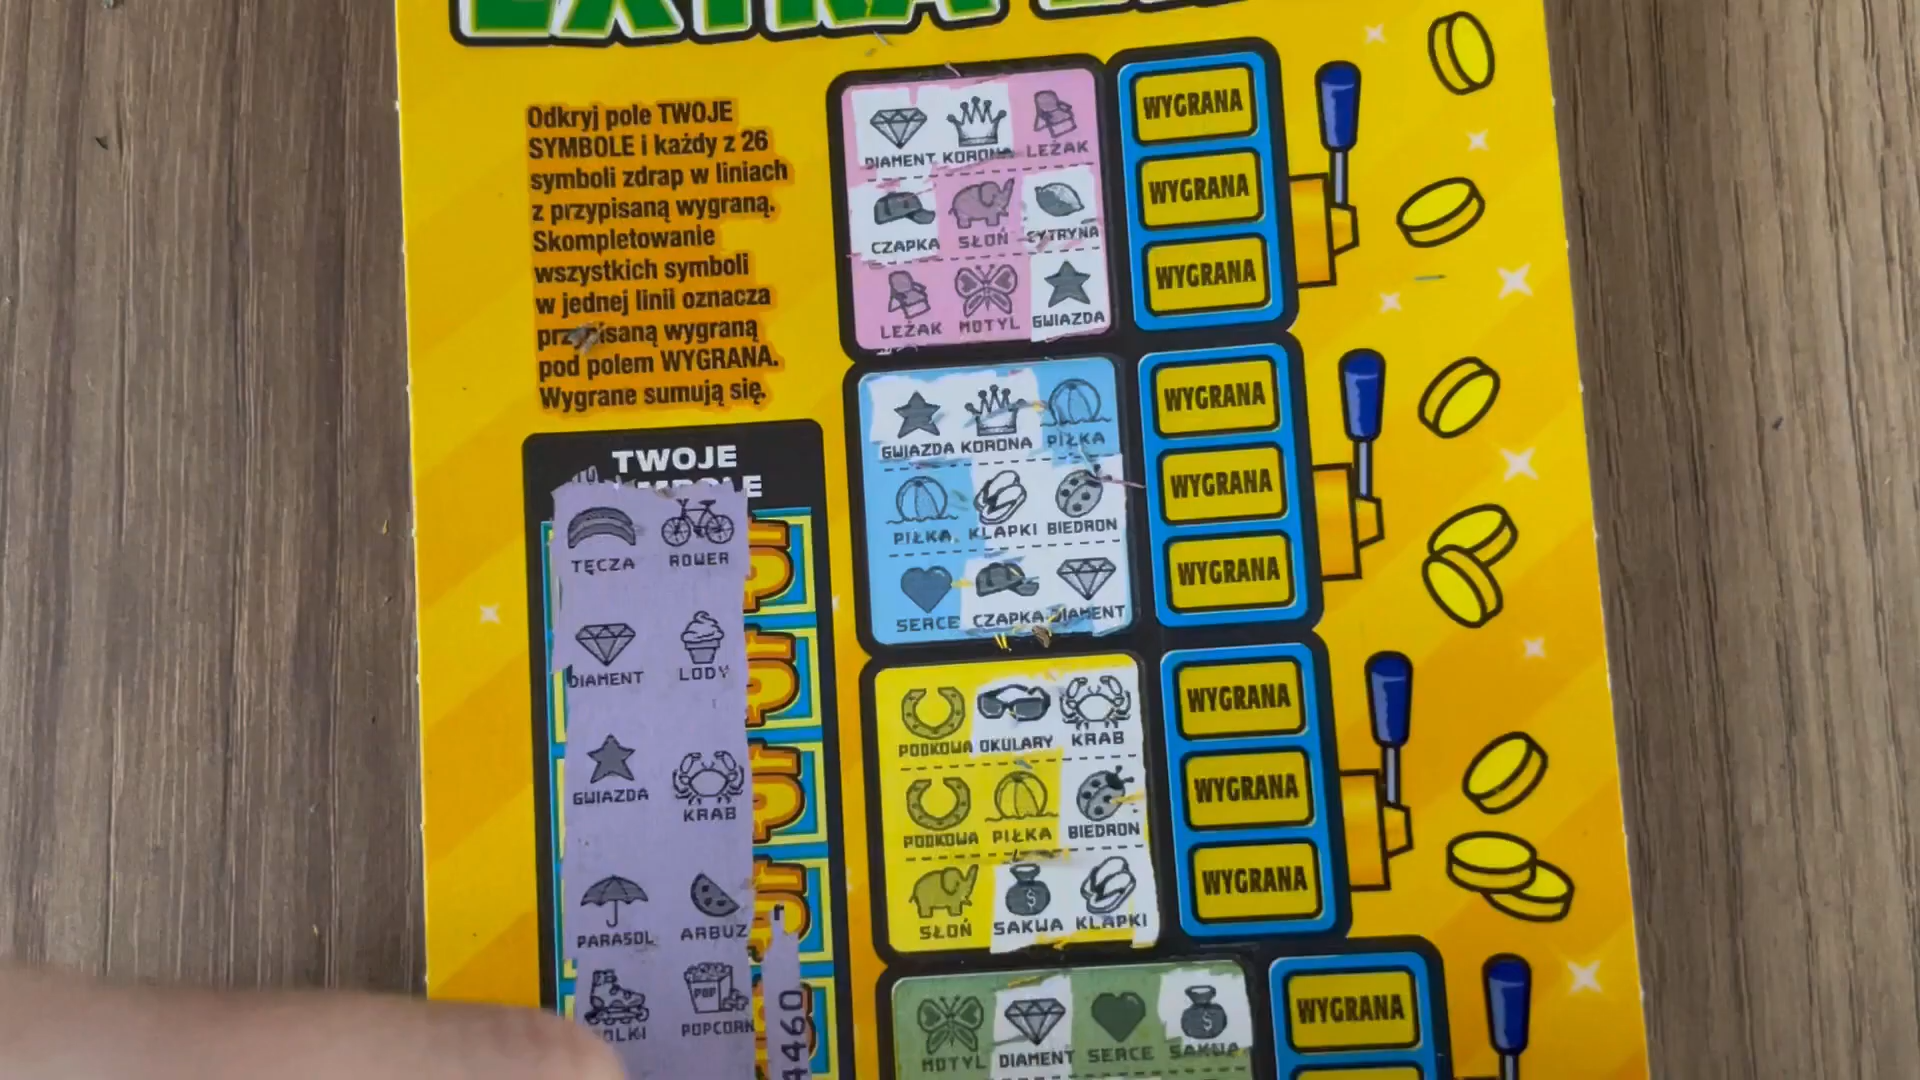 EXTRA
Odkryj pole TWOJE
SYMBOLE i każdy z 26
symboli zdrap w liniach
z przypisaną wygraną.
Skompletowanie
wszystkich symboli
w jednej linii oznacza
przypisaną wygraną
pod polem WYGRANA.
Wygrane sumują się.
TWOJE
TĘCZA ROWER
DIAMENT LODY
GWIAZDA KRAB
PARASOL ARBUZ
POP
POPCORN
4460
DIAMENT KORONA LEŻAK
CZAPKA SŁOŃ CYTRYNA
LEŻAK MOTYL GWIAZDA
WYGRANA
WYGRANA
WYGRANA
GWIAZDA KORONA PIŁKA
PIŁKA KLAPKI BIEDRON
SERCE CZAPKA DIAMENT
WYGRANA
WYGRANA
WYGRANA
PODKOWA OKULARY KRAB
PODKOWA PIŁKA BIEDRON
$
SŁOŃ SAKWA KLAPKI
WYGRANA
WYGRANA
WYGRANA
$
MOTYL DIAMENT SERCE SAKWA
WYGRANA